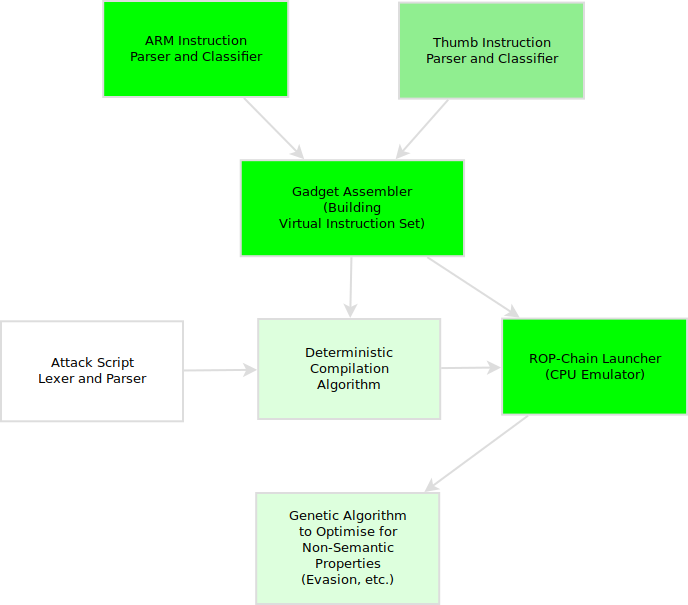 ARM Instruction
Parser and Classifier
Thumb Instruction
Parser and Classifier
Gadget Assembler
(Building
Virtual Instruction Set)
Attack Script
Lexer and Parser
Deterministic
Compilation
Algorithm
ROP-Chain Launcher
(CPU Emulator)
Genetic Algorithm
to Optimise for
Non-Semantic
Properties
(Evasion, etc.)